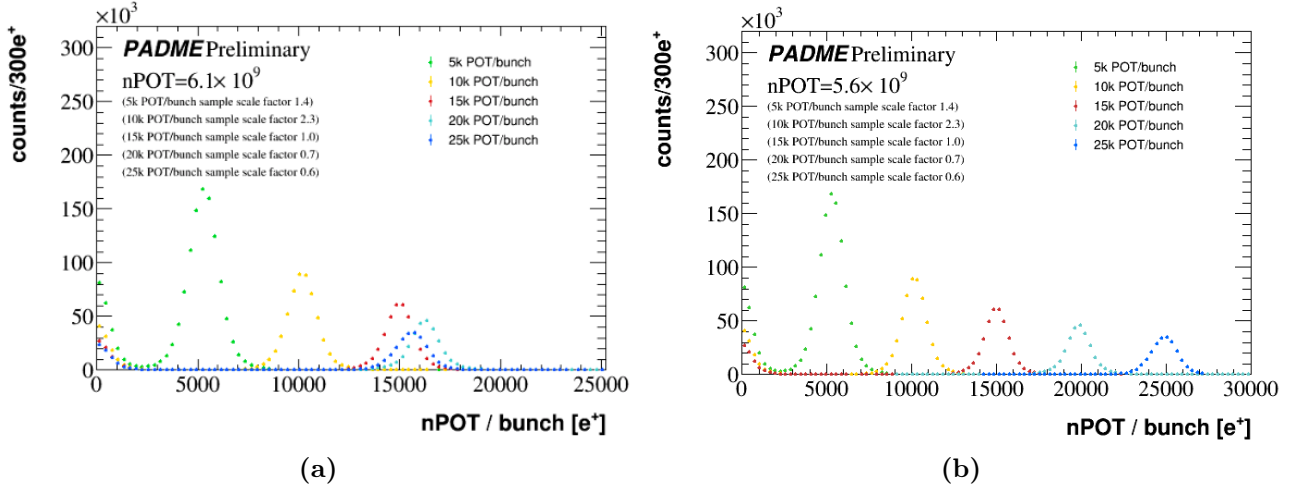 ×10³
counts/300e⁺
300
250
200
150
100
50
0
PADME Preliminary
nPOT=6.1× 10⁹
(5k POT/bunch sample scale factor 1.4)
(10k POT/bunch sample scale factor 2.3)
(15k POT/bunch sample scale factor 1.0)
(20k POT/bunch sample scale factor 0.7)
(25k POT/bunch sample scale factor 0.6)
5k POT/bunch
10k POT/bunch
15k POT/bunch
20k POT/bunch
25k POT/bunch
0 5000 10000 15000 20000 25000
nPOT / bunch [e⁺]
(a)
×10³
counts/300e⁺
300
250
200
150
100
50
0
PADME Preliminary
nPOT=5.6× 10⁹
(5k POT/bunch sample scale factor 1.4)
(10k POT/bunch sample scale factor 2.3)
(15k POT/bunch sample scale factor 1.0)
(20k POT/bunch sample scale factor 0.7)
(25k POT/bunch sample scale factor 0.6)
5k POT/bunch
10k POT/bunch
15k POT/bunch
20k POT/bunch
25k POT/bunch
0 5000 10000 15000 20000 25000 30000
nPOT / bunch [e⁺]
(b)